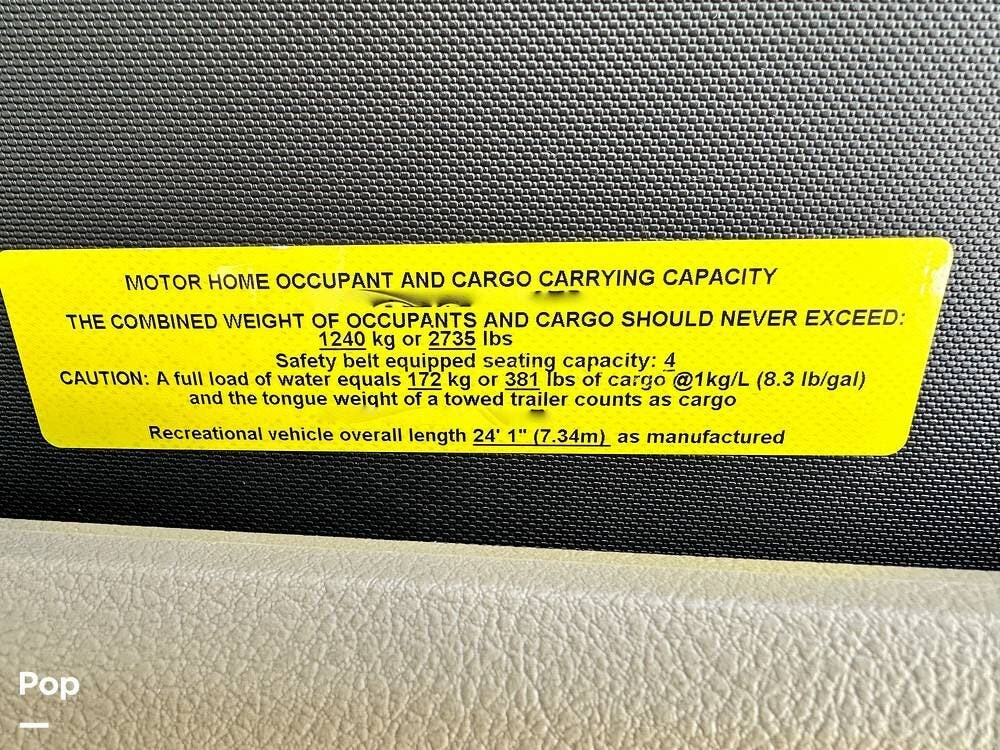 MOTOR HOME OCCUPANT AND CARGO CARRYING CAPACITY
THE COMBINED WEIGHT OF OCCUPANTS AND CARGO SHOULD NEVER EXCEED:
1240 kg or 2735 lbs
Safety belt equipped seating capacity: 4
CAUTION: A full load of water equals 172 kg or 381 lbs of cargo @1kg/L (8.3 lb/gal)
and the tongue weight of a towed trailer counts as cargo
Recreational vehicle overall length 24' 1" (7.34m) as manufactured
Pop